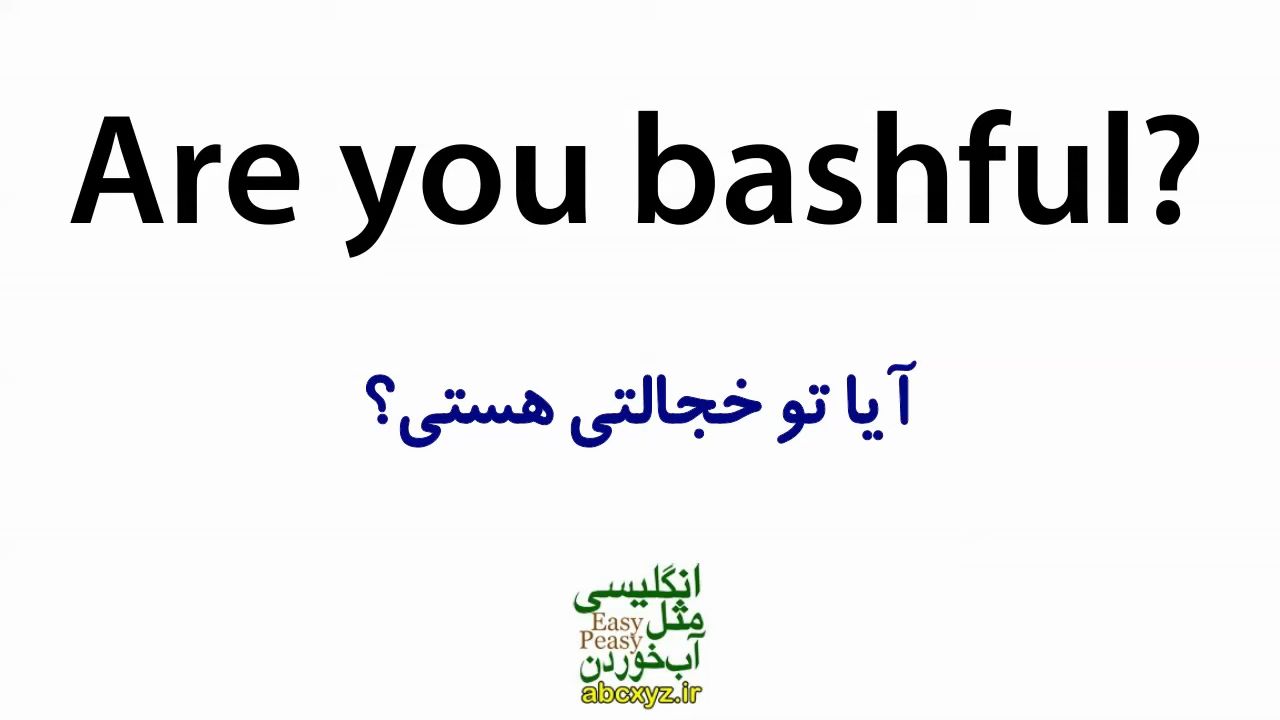 Are you bashful?
آیا تو خجالتی هستی؟
انگلیسی
مثل Easy
Peasy
آب‌خوردن
abcxyz.ir